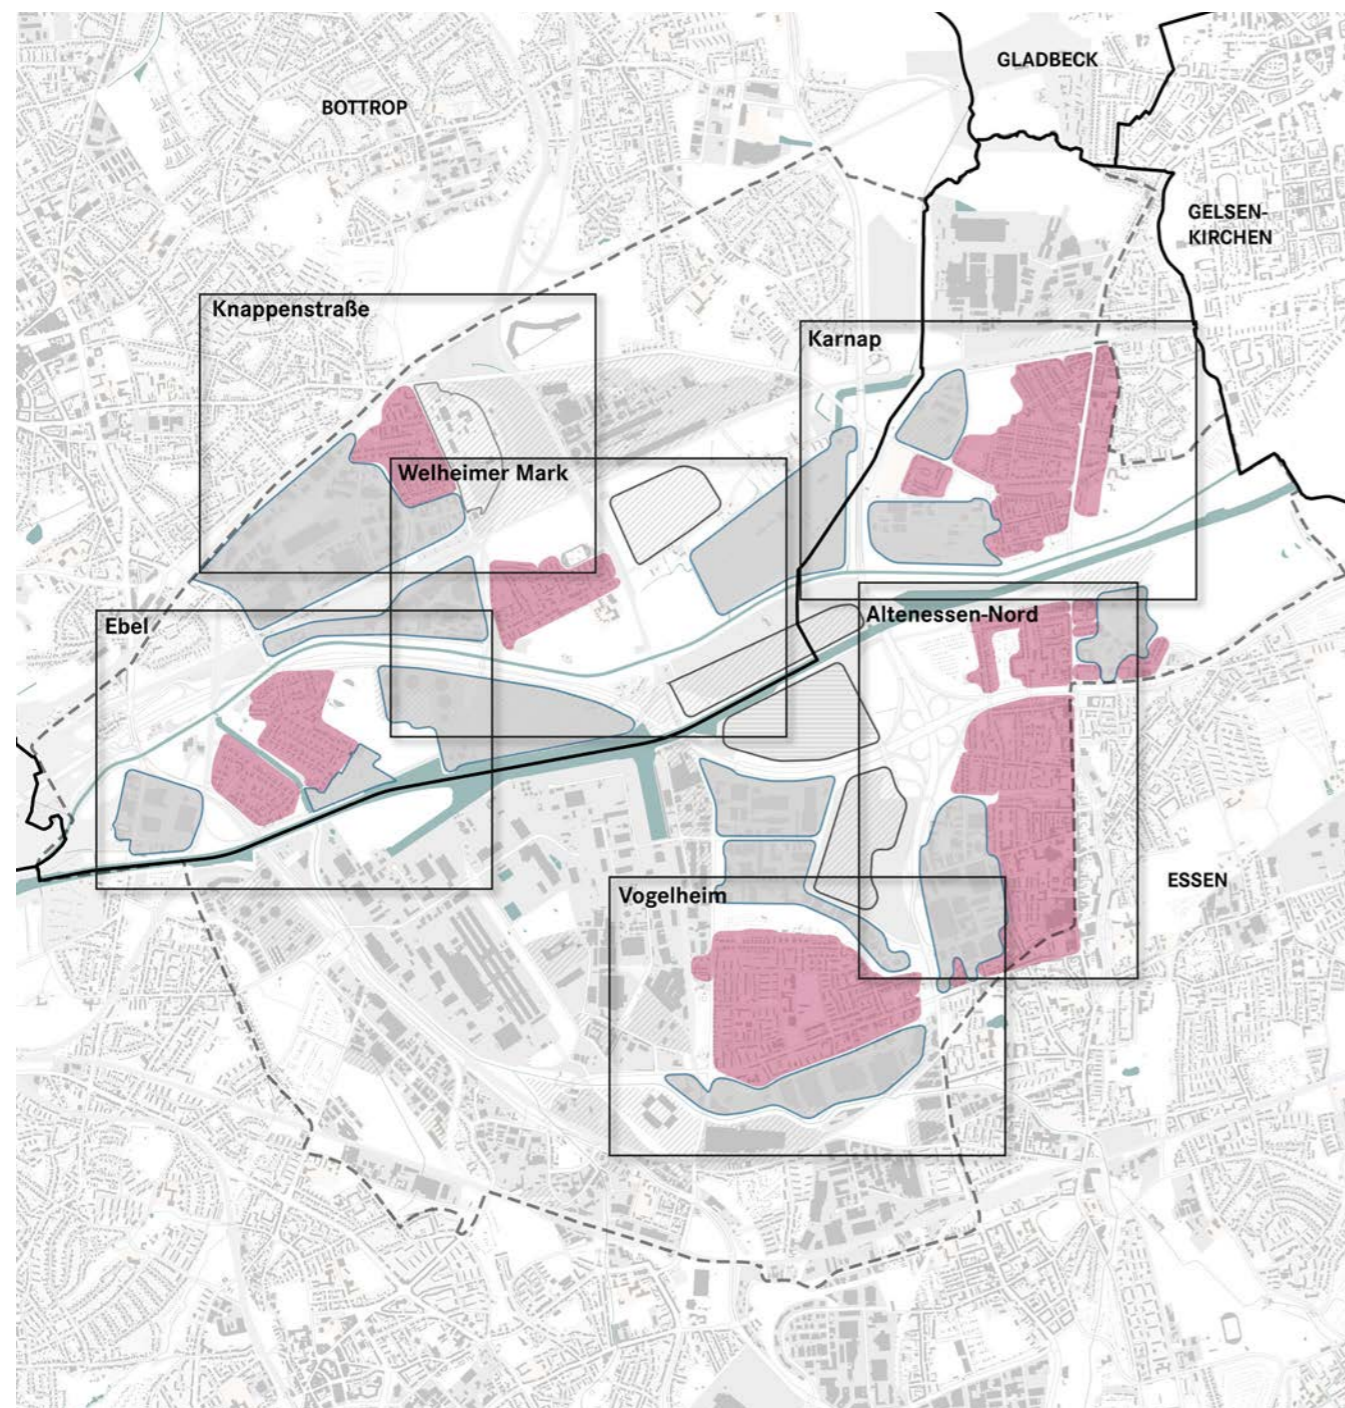 GLADBECK
BOTTROP
GELSEN-
KIRCHEN
Knappenstraße
Karnap
Welheimer Mark
Altenessen-Nord
Ebel
ESSEN
Vogelheim